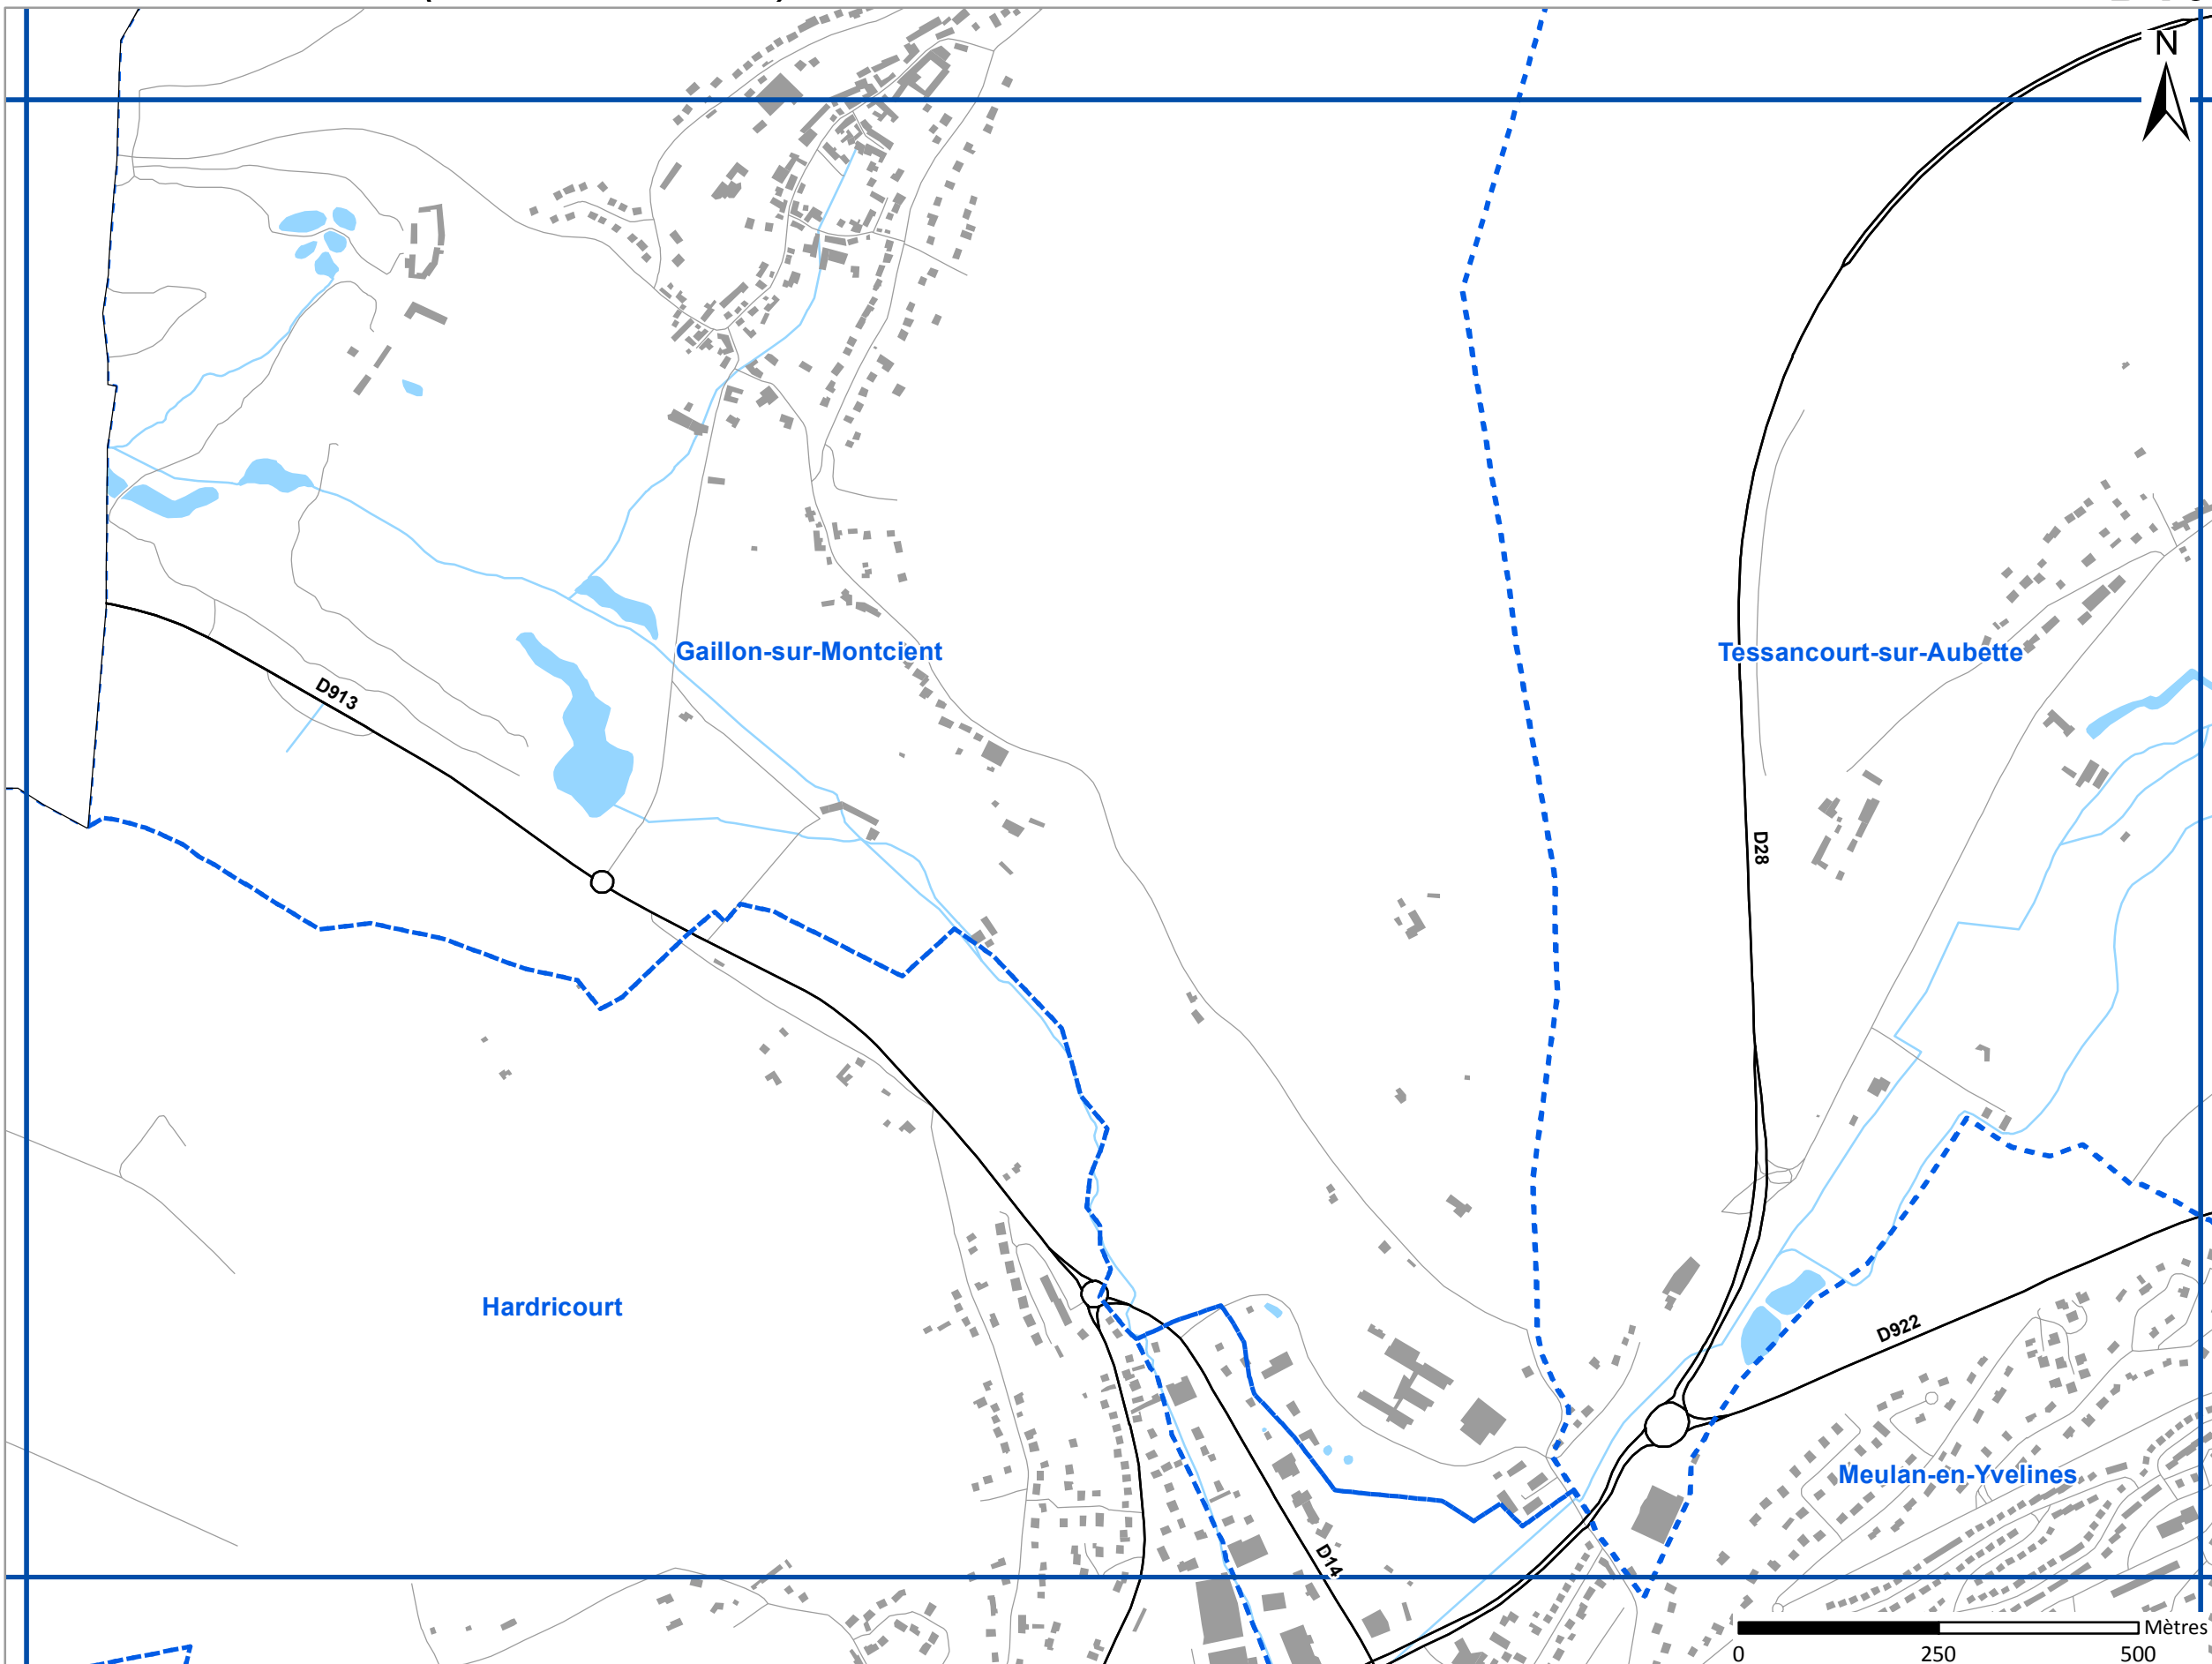 N
Gaillon-sur-Montcient
Tessancourt-sur-Aubette
D913
D28
Hardricourt
D922
Meulan-en-Yvelines
D14
Mètres
0 250 500